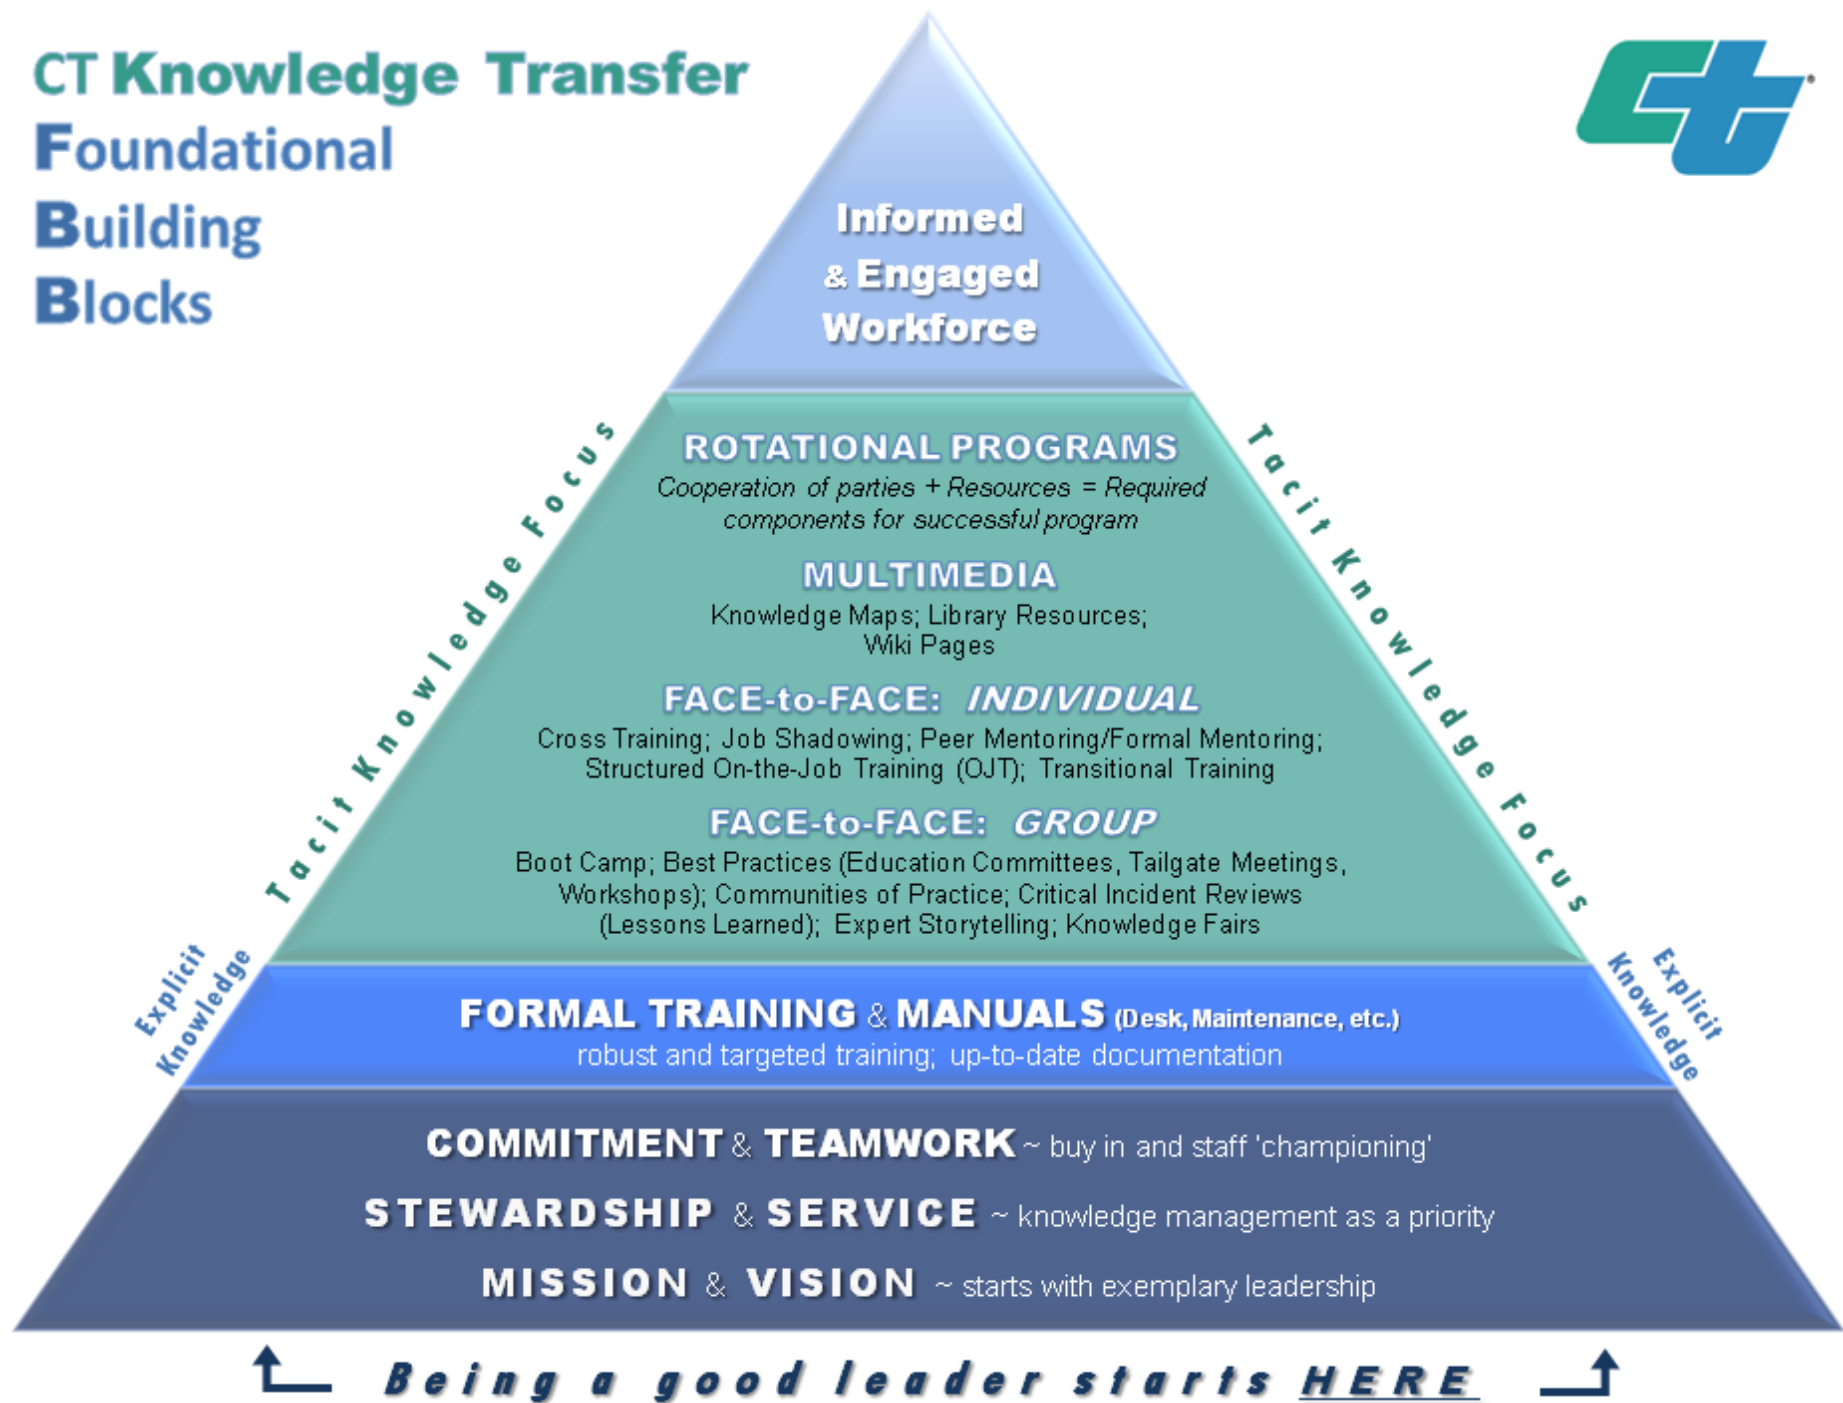 CT Knowledge Transfer
Foundational
Building
Blocks
Ct
Informed
& Engaged
Workforce
Tacit Knowledge Focus
Tacit Knowledge Focus
ROTATIONAL PROGRAMS
Cooperation of parties + Resources = Required
components for successful program
MULTIMEDIA
Knowledge Maps; Library Resources;
Wiki Pages
FACE-to-FACE: INDIVIDUAL
Cross Training; Job Shadowing; Peer Mentoring/Formal Mentoring;
Structured On-the-Job Training (OJT); Transitional Training
FACE-to-FACE: GROUP
Boot Camp; Best Practices (Education Committees, Tailgate Meetings,
Workshops); Communities of Practice; Critical Incident Reviews
(Lessons Learned); Expert Storytelling; Knowledge Fairs
Explicit
Knowledge
Explicit
Knowledge
FORMAL TRAINING & MANUALS (Desk, Maintenance, etc.)
robust and targeted training; up-to-date documentation
COMMITMENT & TEAMWORK ~ buy in and staff 'championing'
STEWARDSHIP & SERVICE ~ knowledge management as a priority
MISSION & VISION ~ starts with exemplary leadership
Being a good leader starts HERE